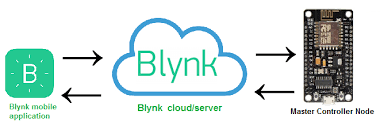 B
Blynk
Blynk mobile
application
Blynk cloud/server
Master Controller Node